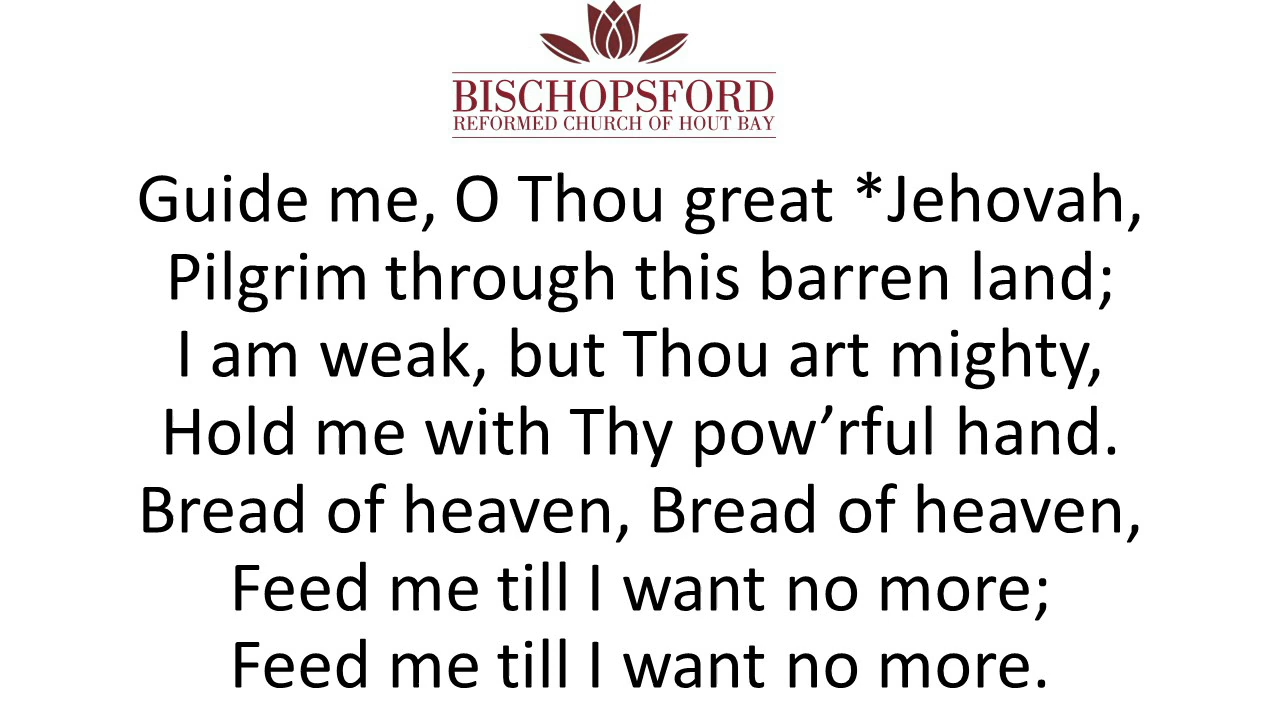 BISCHOPSFORD
REFORMED CHURCH OF HOUT BAY
Guide me, O Thou great *Jehovah,
Pilgrim through this barren land;
I am weak, but Thou art mighty,
Hold me with Thy pow’rful hand.
Bread of heaven, Bread of heaven,
Feed me till I want no more;
Feed me till I want no more.